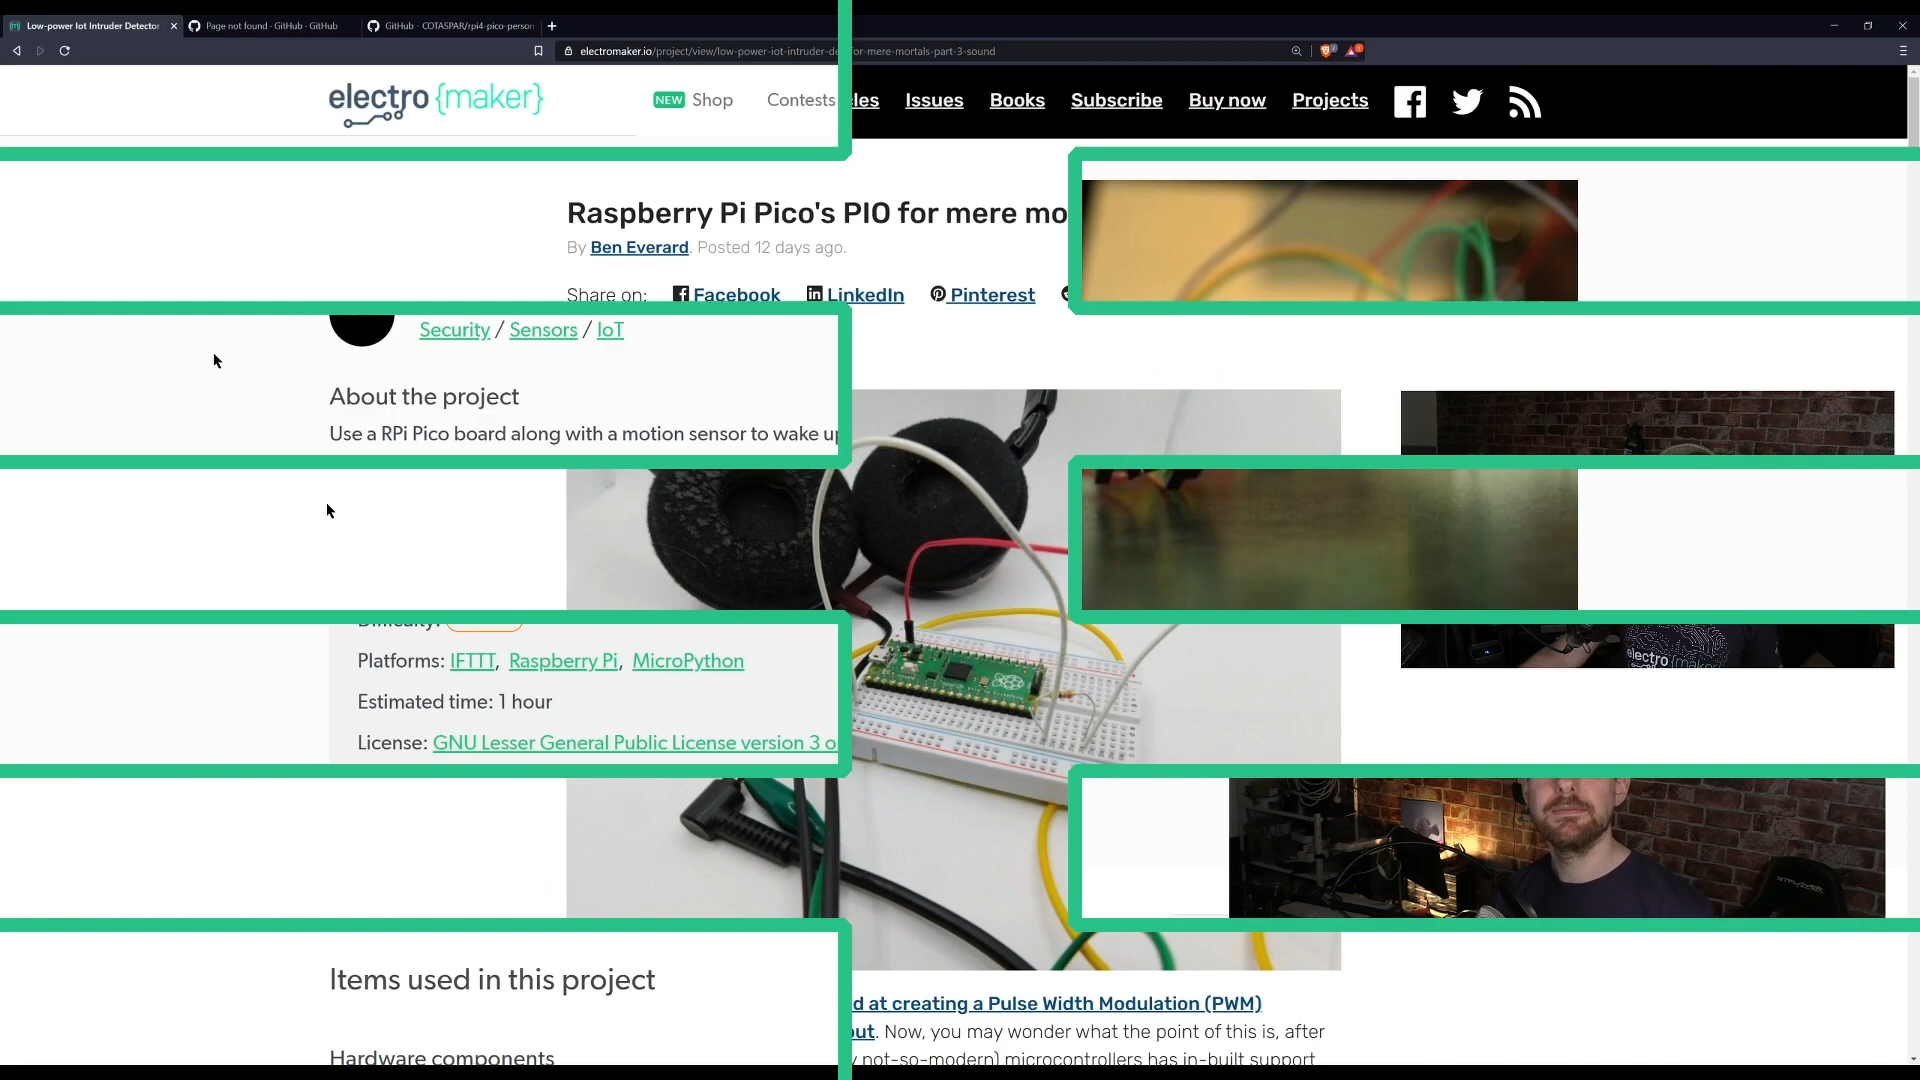 Low-power Iot Intruder Detector
Page not found · GitHub · GitHub
GitHub - COTASPAR/rpi4-pico-person
electromaker.io/project/view/low-power-iot-intruder-de for-mere-mortals-part-3-sound
electro {maker}
NEW Shop Contests
Issues Books Subscribe Buy now Projects
Raspberry Pi Pico's PIO for mere mo
By Ben Everard. Posted 12 days ago.
Share on: Facebook LinkedIn Pinterest
Security / Sensors / IoT
About the project
Use a RPi Pico board along with a motion sensor to wake up
electro {maker}
Platforms: IFTTT, Raspberry Pi, MicroPython
Estimated time: 1 hour
License: GNU Lesser General Public License version 3 o
Items used in this project
d at creating a Pulse Width Modulation (PWM)
out. Now, you may wonder what the point of this is, after
Hardware components
not-so-modern) microcontrollers has in-built support